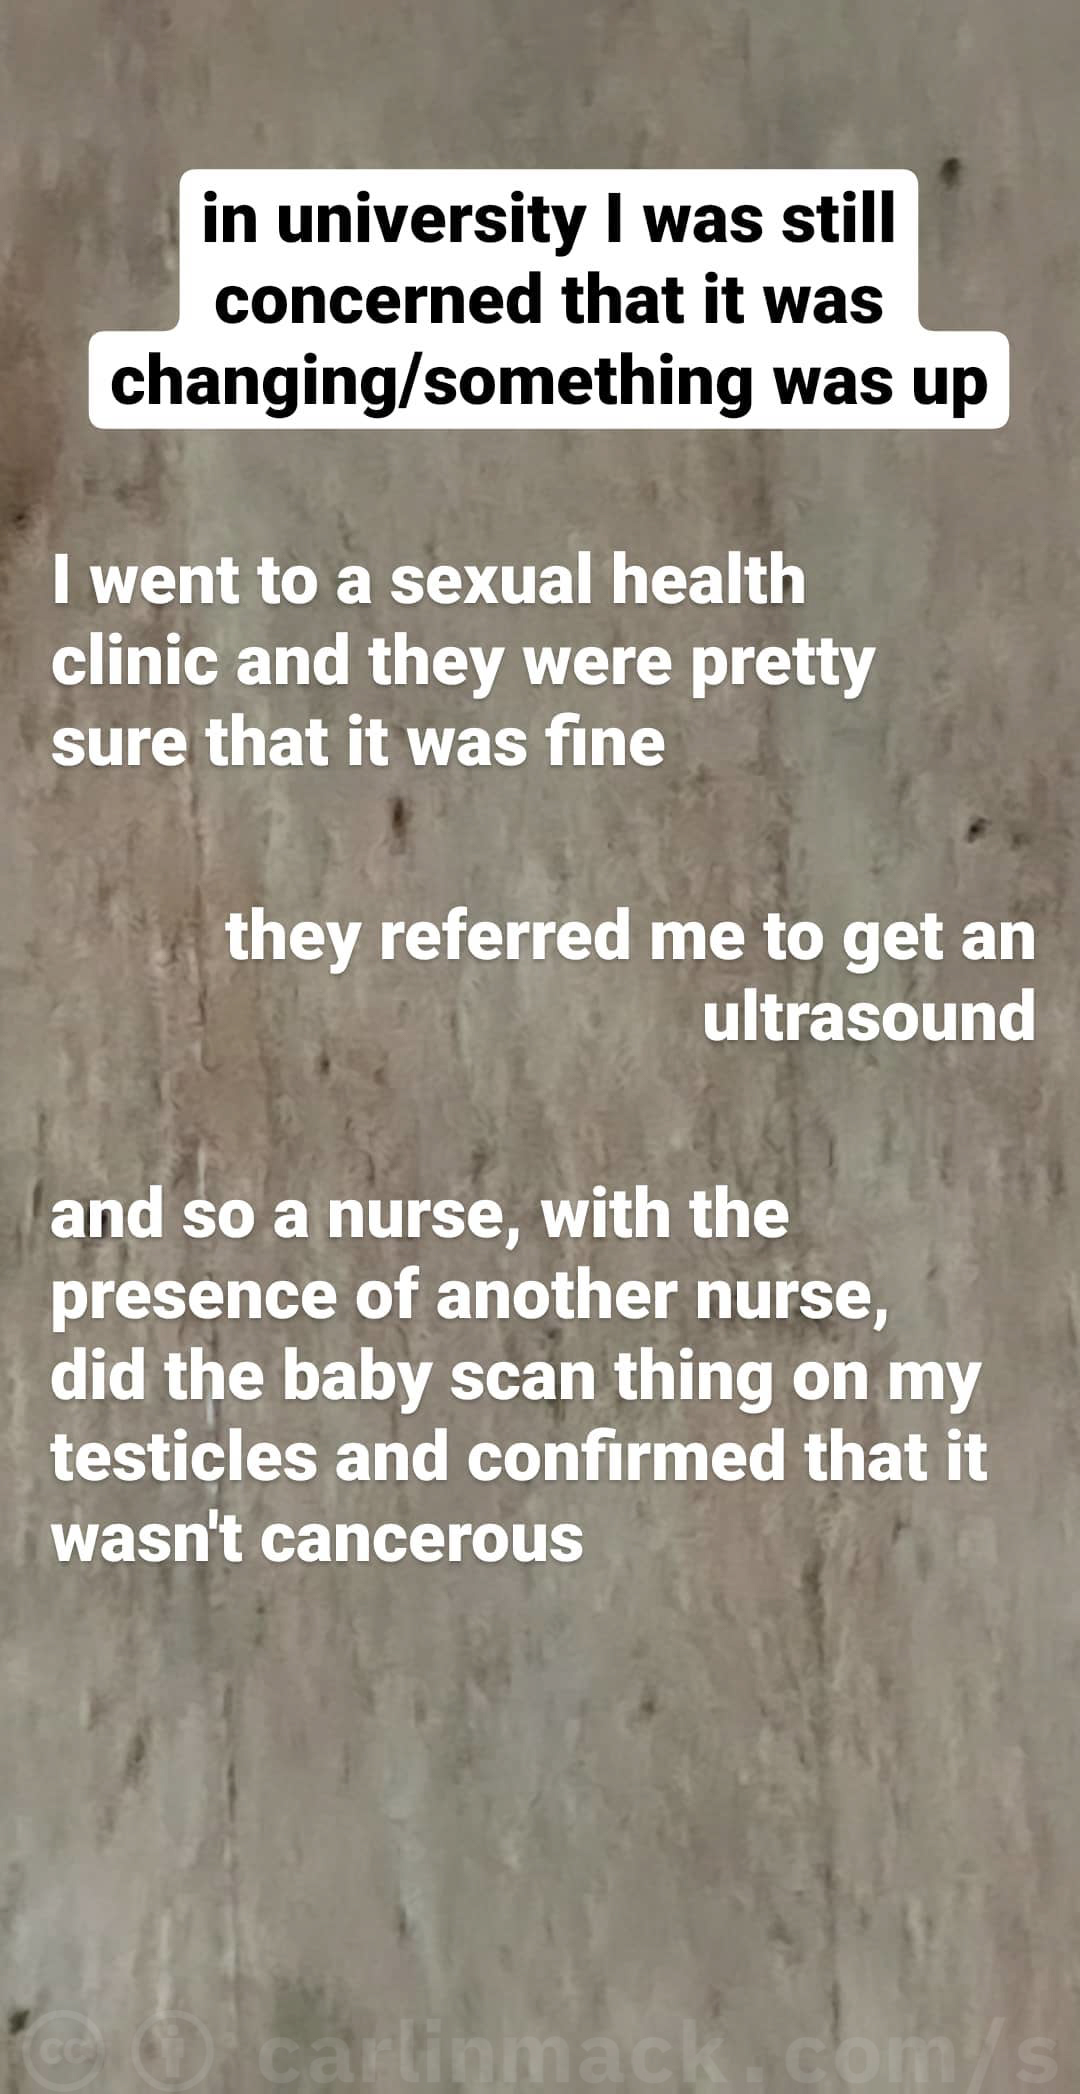 in university I was still
concerned that it was
changing/something was up
I went to a sexual health
clinic and they were pretty
sure that it was fine
they referred me to get an
ultrasound
and so a nurse, with the
presence of another nurse,
did the baby scan thing on my
testicles and confirmed that it
wasn't cancerous
cc carlinmack.com/s